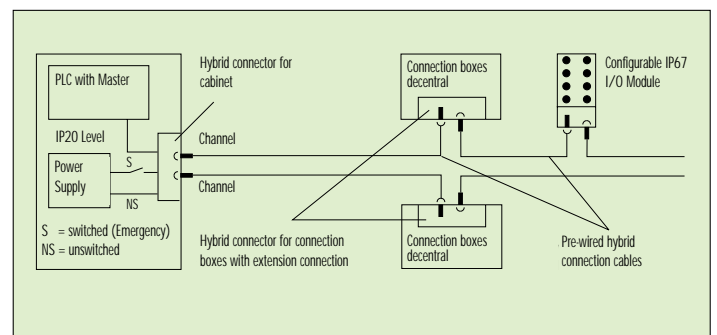 PLC with Master
IP20 Level
Power
Supply
S
NS
S = switched (Emergency)
NS = unswitched
Hybrid connector for
cabinet
Channel
Channel
Hybrid connector for connection
boxes with extension connection
Connection boxes
decentral
Connection boxes
decentral
Configurable IP67
I/O Module
Pre-wired hybrid
connection cables